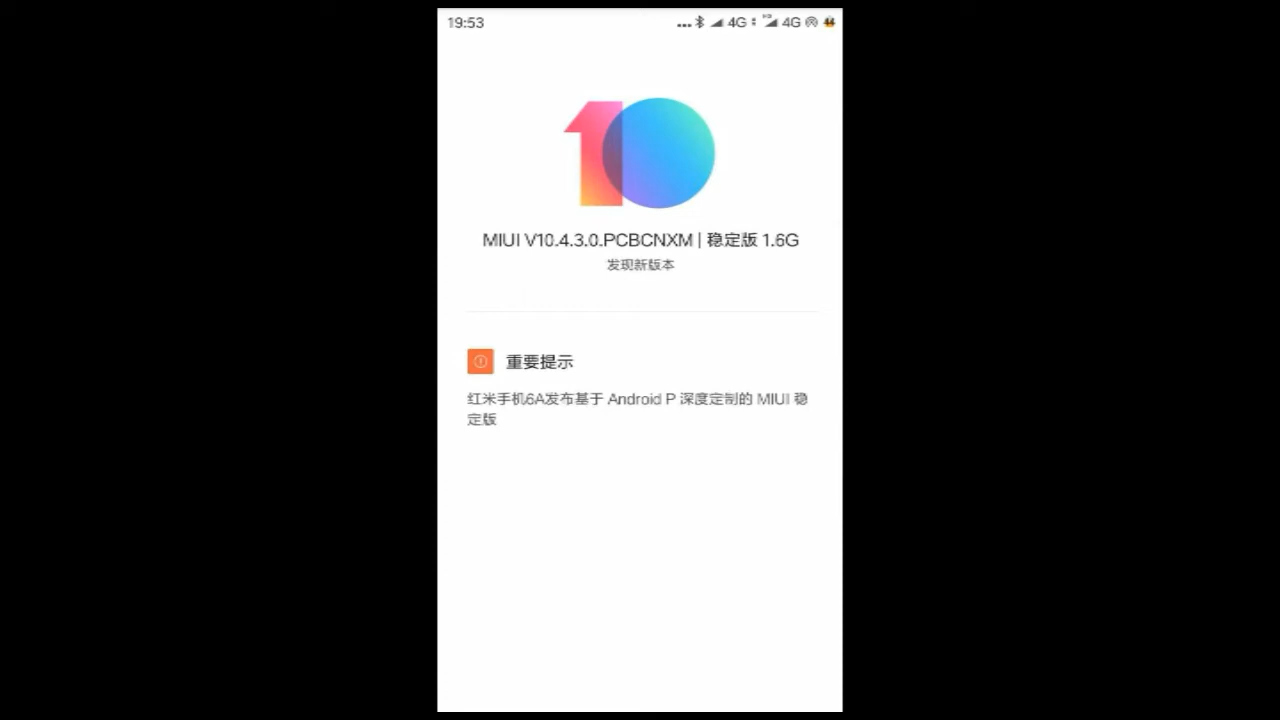 19:53
4G 4G 44
10
MIUI V10.4.3.0.PCBCNXM | 稳定版 1.6G
发现新版本
重要提示
红米手机6A发布基于 Android P 深度定制的 MIUI 稳
定版